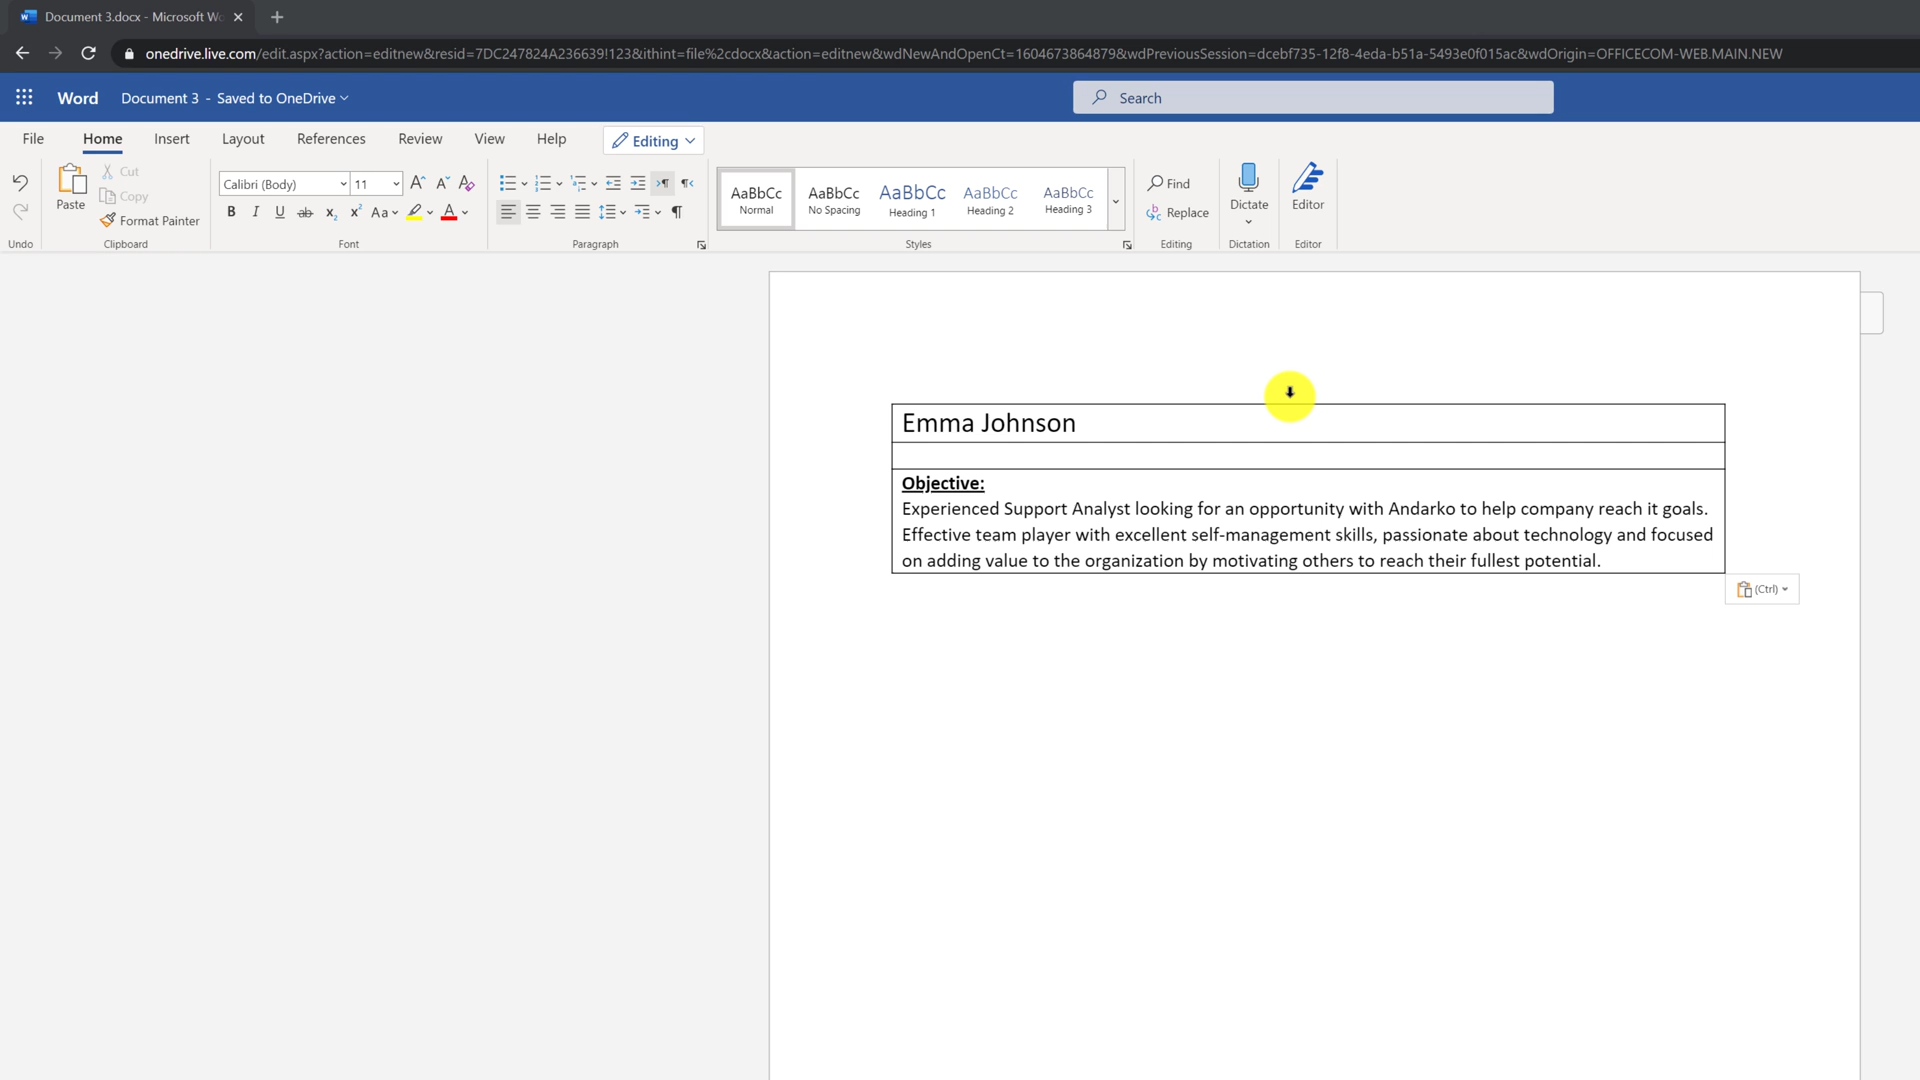 Document 3.docx - Microsoft Wo
onedrive.live.com/edit.aspx?action=editnew&resid=7DC247824A236639!123&ithint=file%2cdocx&action=editnew&wdNewAndOpenCt=1604673864879&wdPreviousSession=dcebf735-12f8-4eda-b51a-5493e0f015ac&wdOrigin=OFFICECOM-WEB.MAIN.NEW
Word Document 3 - Saved to OneDrive Search
File Home Insert Layout References Review View Help Editing
Paste Cut
Copy
Format Painter
Calibri (Body) 11
B I U ab x₂ x² Aa A
AaBbCc AaBbCc AaBbCc AaBbCc AaBbCc
Normal No Spacing Heading 1 Heading 2 Heading 3
Find
Replace
Dictate
Editor
Undo Clipboard Font Paragraph Styles Editing Dictation Editor
Emma Johnson
Objective:
Experienced Support Analyst looking for an opportunity with Andarko to help company reach it goals.
Effective team player with excellent self-management skills, passionate about technology and focused
on adding value to the organization by motivating others to reach their fullest potential.
(Ctrl)